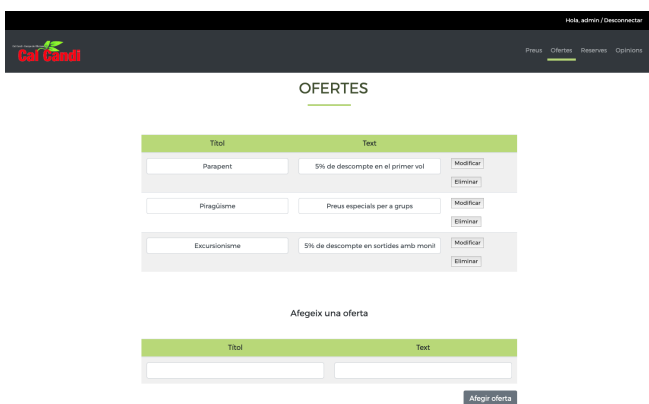 Hola, admin / Desconnectar
Cal Candi
Preus Ofertes Reserves Opinions
OFERTES
Títol Text
Parapent 5% de descompte en el primer vol Modificar
Eliminar
Piragüisme Preus especials per a grups Modificar
Eliminar
Excursionisme 5% de descompte en sortides amb monit Modificar
Eliminar
Afegeix una oferta
Títol Text
Afegir oferta